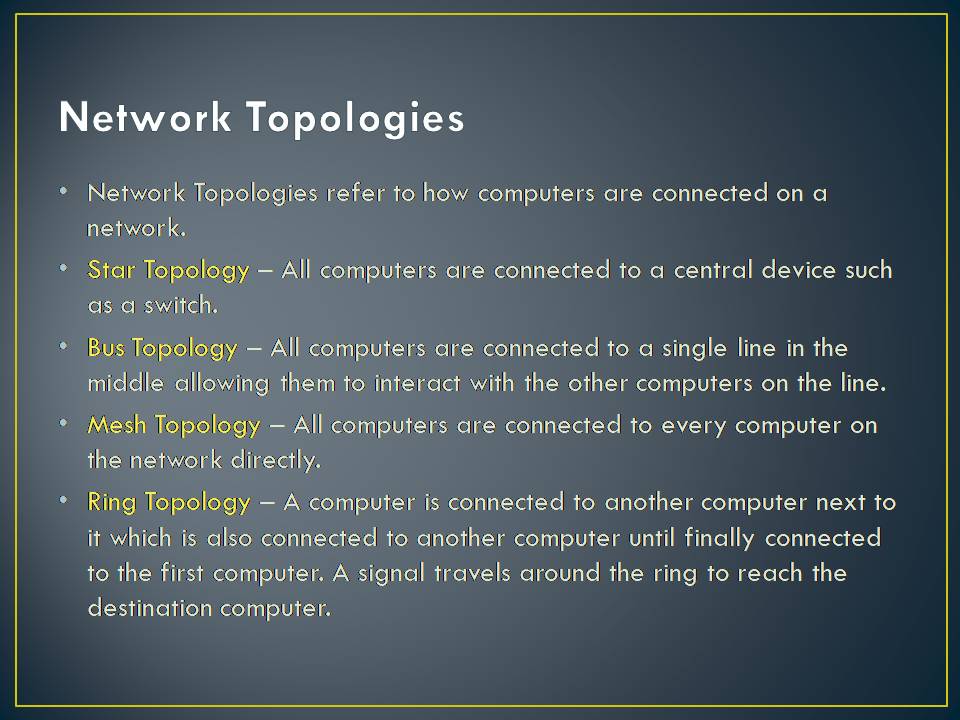 Network Topologies
• Network Topologies refer to how computers are connected on a
network.
• Star Topology – All computers are connected to a central device such
as a switch.
• Bus Topology – All computers are connected to a single line in the
middle allowing them to interact with the other computers on the line.
• Mesh Topology – All computers are connected to every computer on
the network directly.
• Ring Topology – A computer is connected to another computer next to
it which is also connected to another computer until finally connected
to the first computer. A signal travels around the ring to reach the
destination computer.